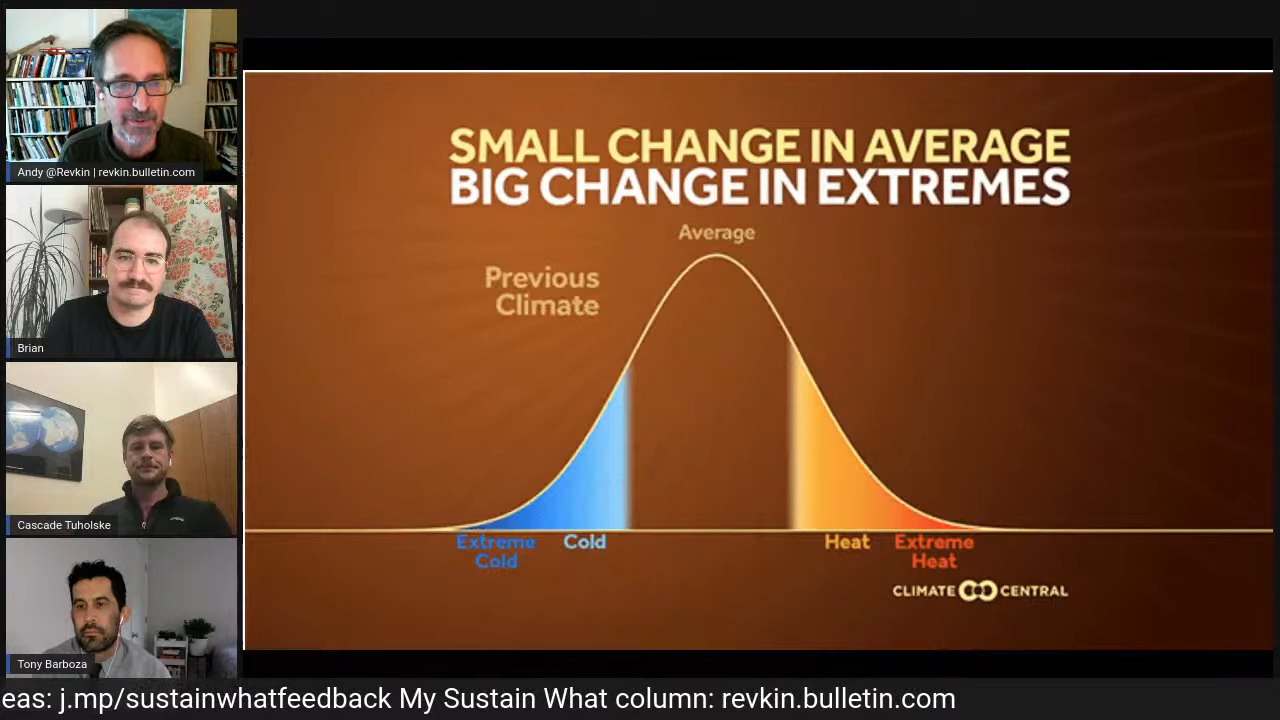 Andy @Revkin | revkin.bulletin.com
Brian
Cascade Tuholske
Tony Barboza
SMALL CHANGE IN AVERAGE
BIG CHANGE IN EXTREMES
Average
Previous
Climate
Extreme
Cold
Cold
Heat
Extreme
Heat
CLIMATE CENTRAL
eas: j.mp/sustainwhatfeedback My Sustain What column: revkin.bulletin.com